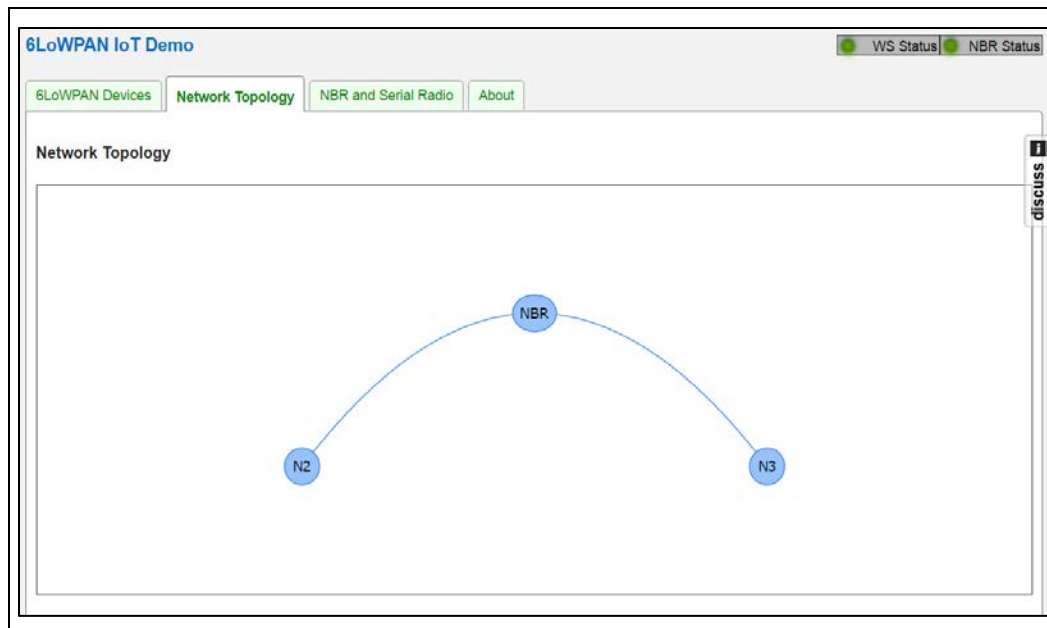 6LoWPAN IoT Demo
WS Status NBR Status
6LoWPAN Devices Network Topology NBR and Serial Radio About
Network Topology
discuss i
NBR
N2 N3